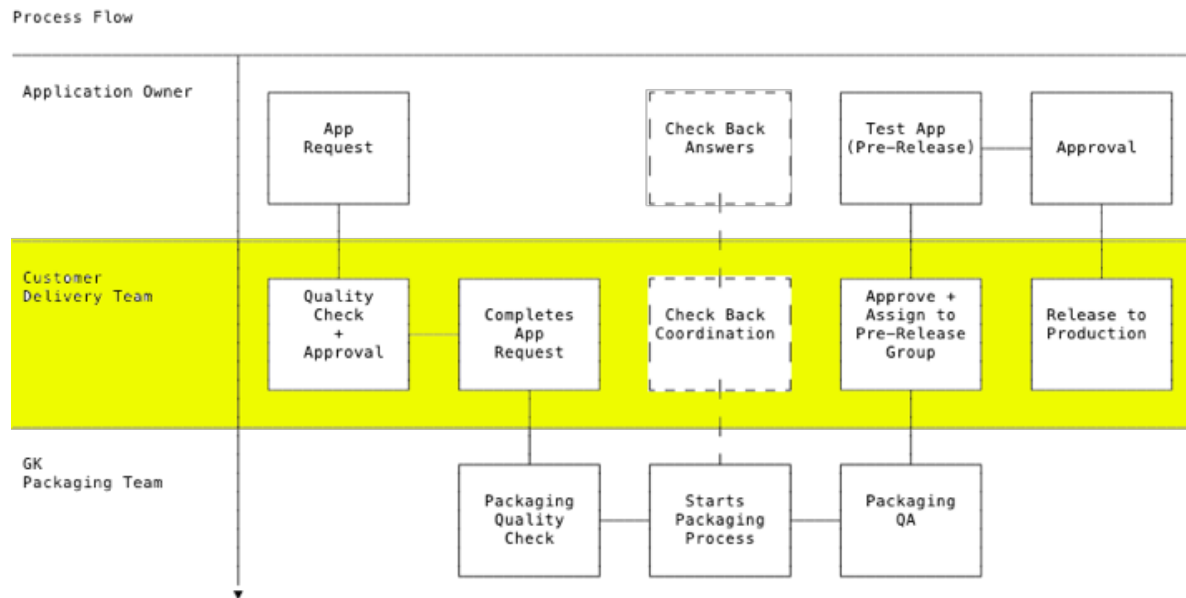 Process Flow
Application Owner
App
Request
Check Back
Answers
Test App
(Pre-Release)
Approval
Customer
Delivery Team
Quality
Check
+
Approval
Completes
App
Request
Check Back
Coordination
Approve +
Assign to
Pre-Release
Group
Release to
Production
GK
Packaging Team
Packaging
Quality
Check
Starts
Packaging
Process
Packaging
QA